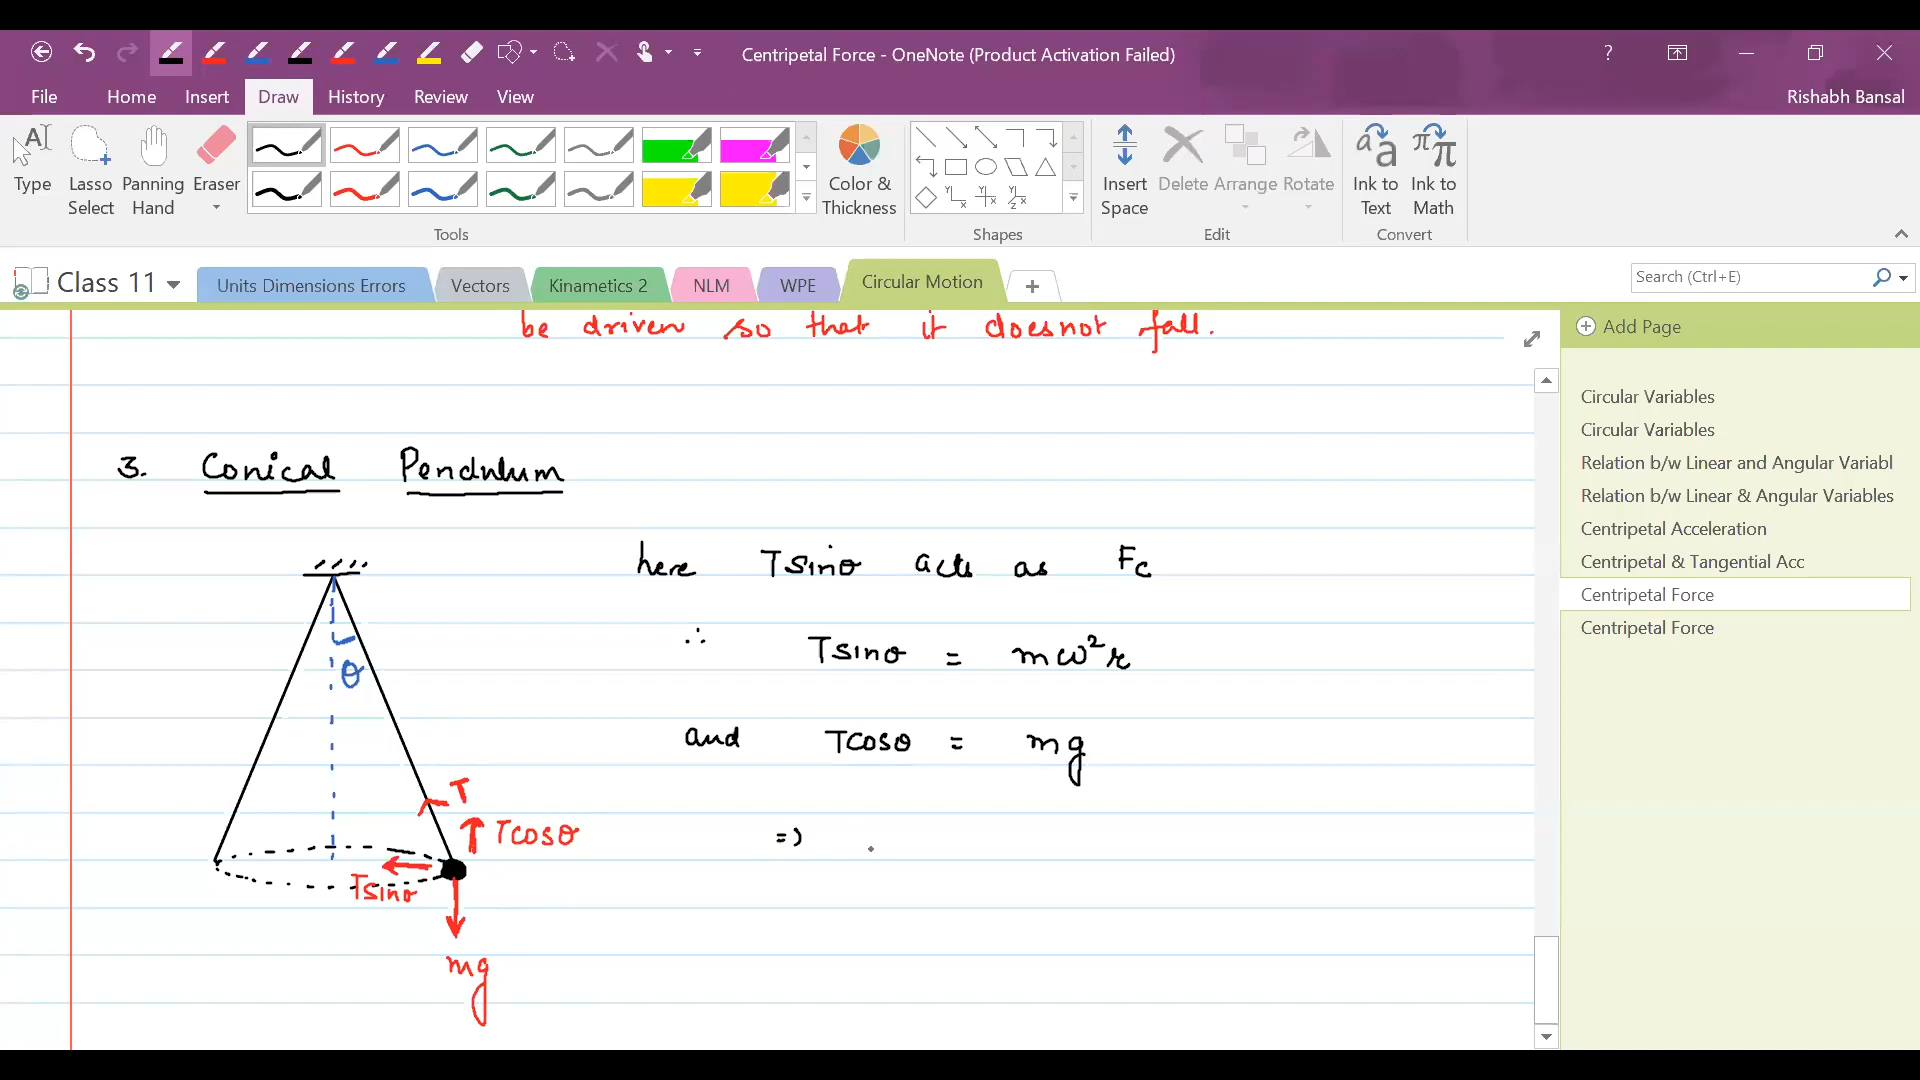 Centripetal Force - OneNote (Product Activation Failed)
?
File Home Insert Draw History Review View
Rishabh Bansal
Type
Lasso Select
Panning Hand
Eraser
Color & Thickness
Insert Space
Delete
Arrange
Rotate
Ink to Text
Ink to Math
Tools
Shapes
Edit
Convert
Class 11
Units Dimensions Errors
Vectors
Kinametics 2
NLM
WPE
Circular Motion
Search (Ctrl+E)
be driven so that it doesnot fall.
Add Page
Circular Variables
Circular Variables
Relation b/w Linear and Angular Variabl
Relation b/w Linear & Angular Variables
Centripetal Acceleration
Centripetal & Tangential Acc
Centripetal Force
Centripetal Force
3. Conical Pendulum
here Tsinθ acts as Fc
∴ Tsinθ = mω²r
and Tcosθ = mg
=>
θ
T
Tcosθ
Tsinθ
mg